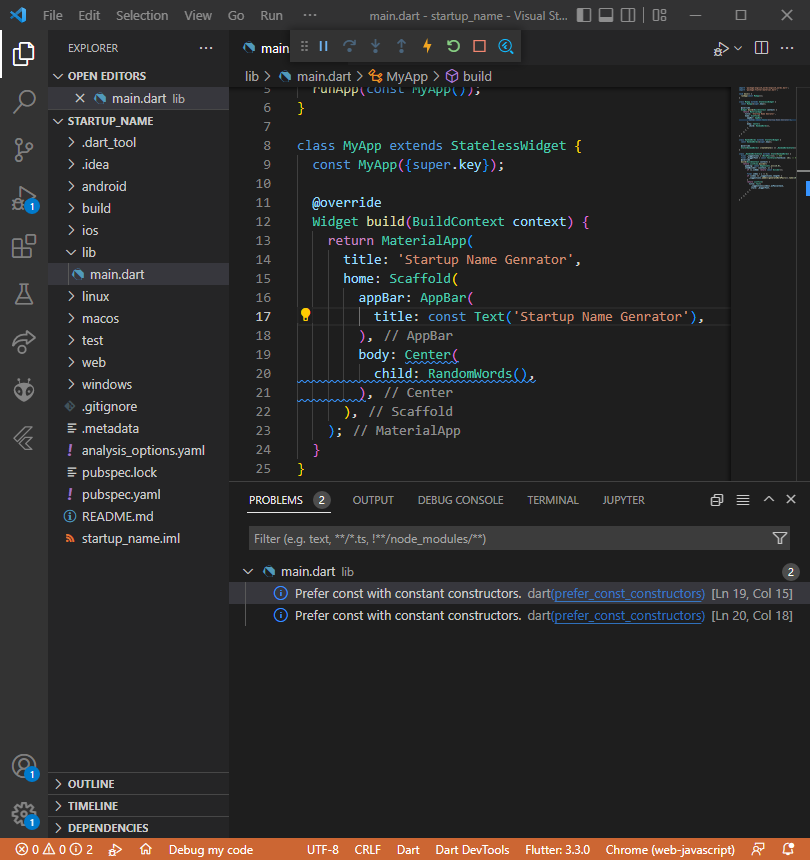 File Edit Selection View Go Run ··· main.dart - startup_name - Visual St...
EXPLORER ···
OPEN EDITORS
main.dart lib
STARTUP_NAME
.dart_tool
.idea
android
build
ios
lib
main.dart
linux
macos
test
web
windows
.gitignore
.metadata
! analysis_options.yaml
pubspec.lock
! pubspec.yaml
README.md
startup_name.iml
OUTLINE
TIMELINE
DEPENDENCIES
1
1
1
main
lib > main.dart > MyApp > build
5 runApp(const MyApp());
6 }
7
8 class MyApp extends StatelessWidget {
9 const MyApp({super.key});
10
11 @override
12 Widget build(BuildContext context) {
13 return MaterialApp(
14 title: 'Startup Name Genrator',
15 home: Scaffold(
16 appBar: AppBar(
17 title: const Text('Startup Name Genrator'),
18 ), // AppBar
19 body: Center(
20 child: RandomWords(),
21 ), // Center
22 ), // Scaffold
23 ); // MaterialApp
24 }
25 }
PROBLEMS 2 OUTPUT DEBUG CONSOLE TERMINAL JUPYTER
Filter (e.g. text, **/*.ts, !**/node_modules/**)
main.dart lib 2
Prefer const with constant constructors. dart(prefer_const_constructors) [Ln 19, Col 15]
Prefer const with constant constructors. dart(prefer_const_constructors) [Ln 20, Col 18]
0 0 2 Debug my code UTF-8 CRLF Dart Dart DevTools Flutter: 3.3.0 Chrome (web-javascript)